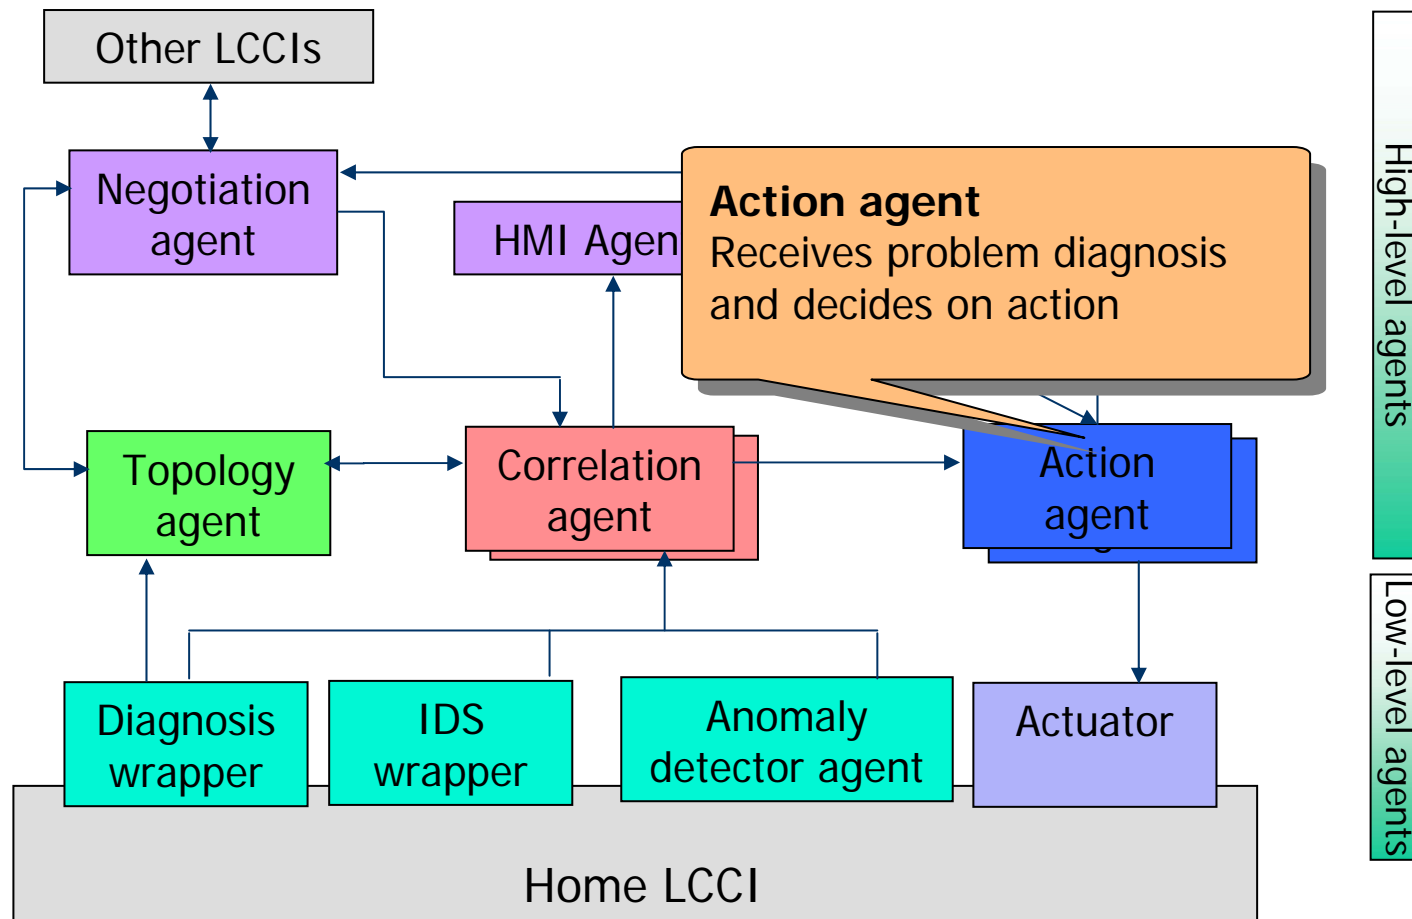 Other LCCIs
Negotiation
agent
HMI Agen
Action agent
Receives problem diagnosis
and decides on action
High-level agents
Topology
agent
Correlation
agent
Action
agent
Low-level agents
Diagnosis
wrapper
IDS
wrapper
Anomaly
detector agent
Actuator
Home LCCI